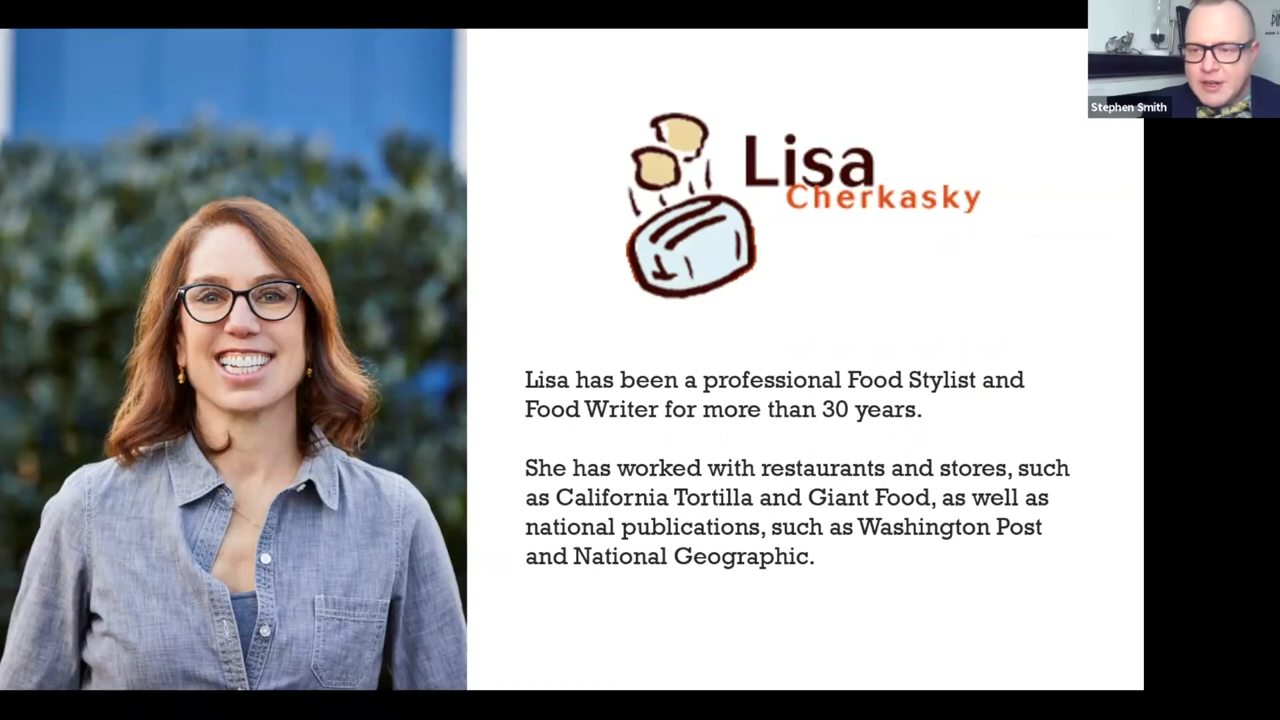 Stephen Smith
Lisa
Cherkasky
Lisa has been a professional Food Stylist and
Food Writer for more than 30 years.
She has worked with restaurants and stores, such
as California Tortilla and Giant Food, as well as
national publications, such as Washington Post
and National Geographic.